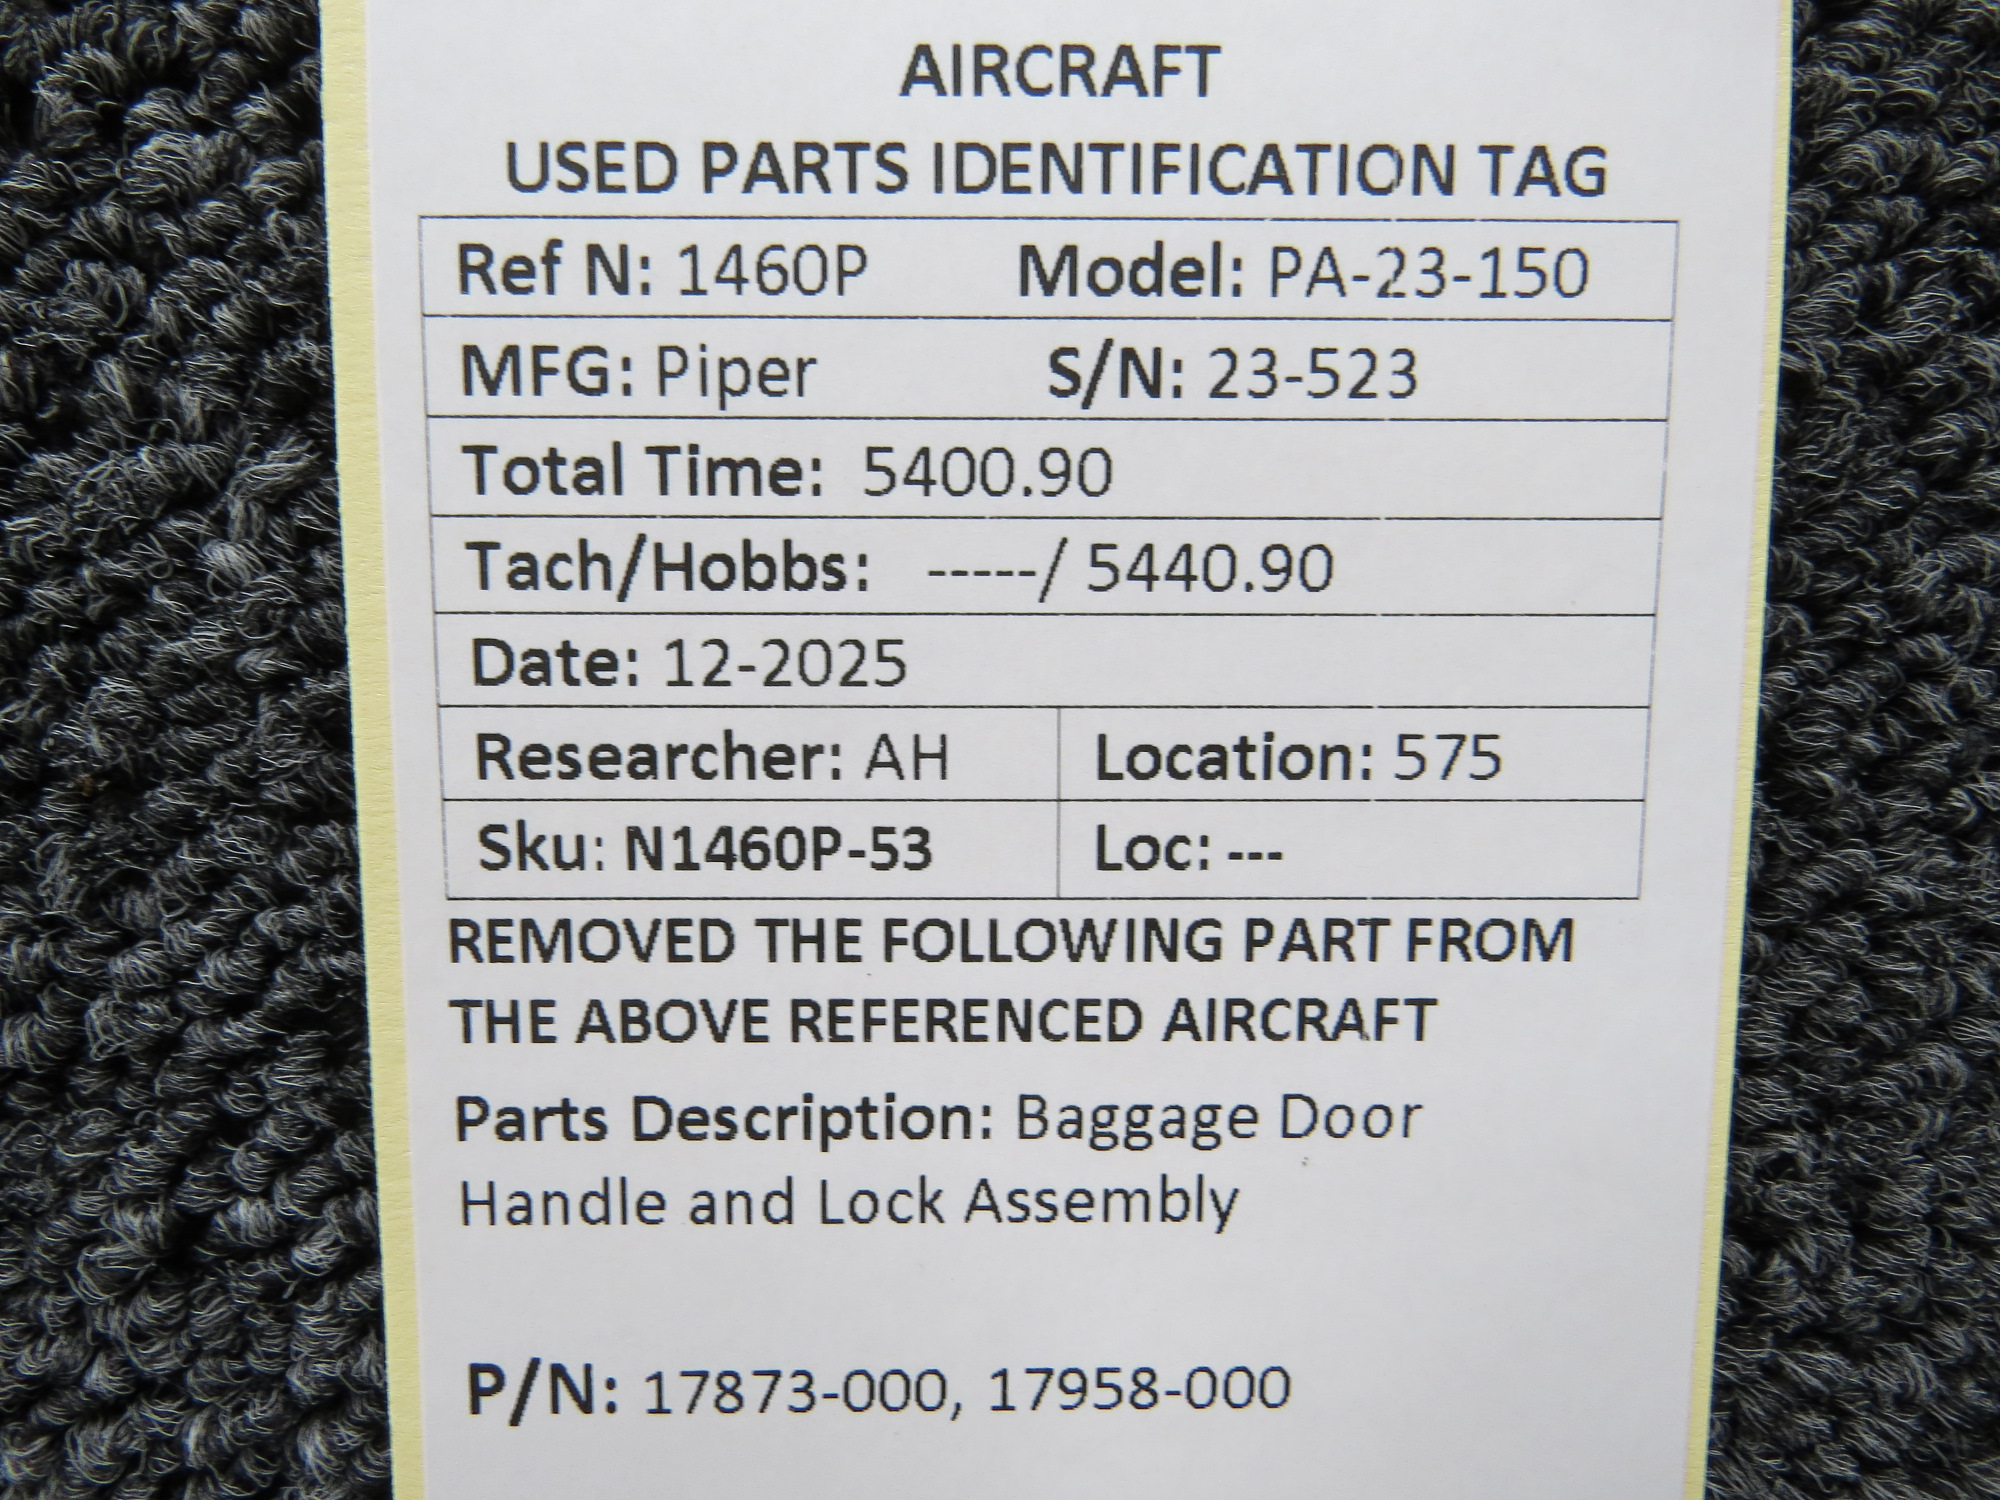 AIRCRAFT
USED PARTS IDENTIFICATION TAG
Ref N: 1460P Model: PA-23-150
MFG: Piper S/N: 23-523
Total Time: 5400.90
Tach/Hobbs: -----/ 5440.90
Date: 12-2025
Researcher: AH Location: 575
Sku: N1460P-53 Loc: ---
REMOVED THE FOLLOWING PART FROM
THE ABOVE REFERENCED AIRCRAFT
Parts Description: Baggage Door
Handle and Lock Assembly
P/N: 17873-000, 17958-000